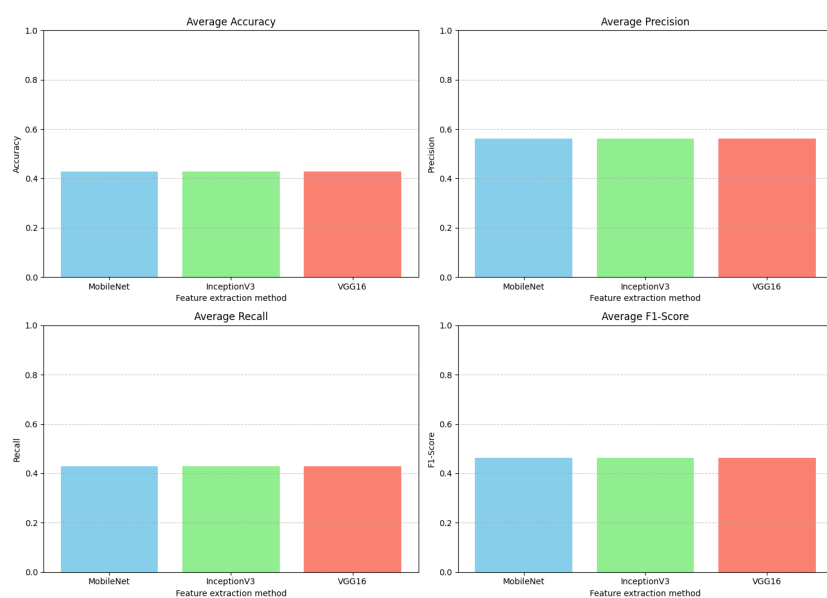 Average Accuracy
1.0
0.8
0.6
0.4
0.2
0.0
Accuracy
MobileNet InceptionV3 VGG16
Feature extraction method
Average Precision
1.0
0.8
0.6
0.4
0.2
0.0
Precision
MobileNet InceptionV3 VGG16
Feature extraction method
Average Recall
1.0
0.8
0.6
0.4
0.2
0.0
Recall
MobileNet InceptionV3 VGG16
Feature extraction method
Average F1-Score
1.0
0.8
0.6
0.4
0.2
0.0
F1-Score
MobileNet InceptionV3 VGG16
Feature extraction method